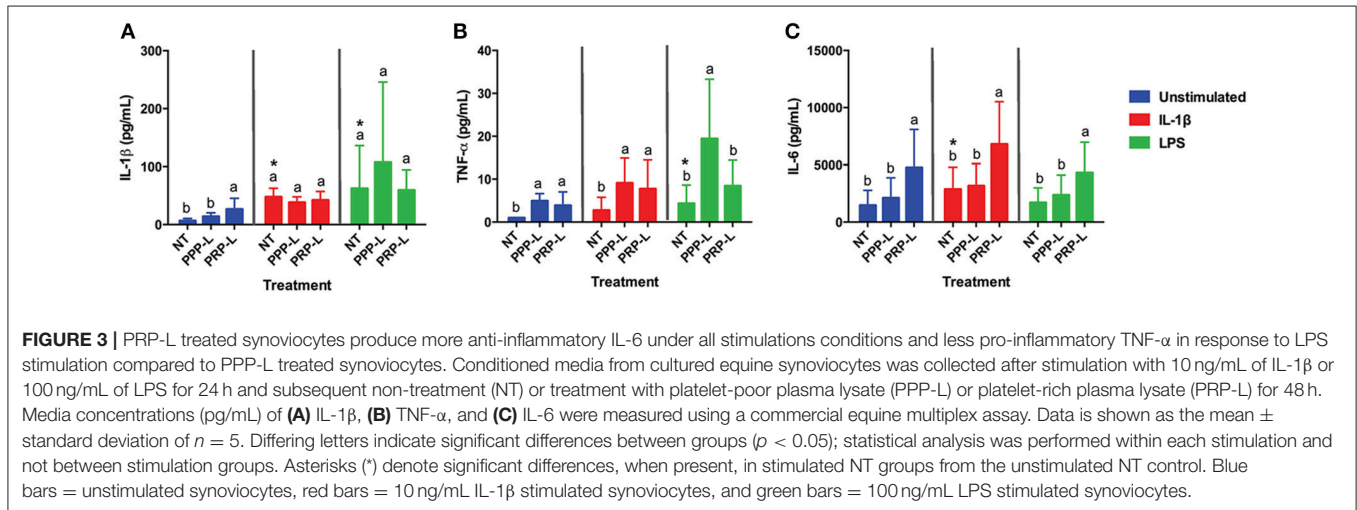 A
B
C
300
200
100
0
IL-1β (pg/mL)
b
b
a
*
a
a
a
*
a
a
a
NT
PPP-L
PRP-L
NT
PPP-L
PRP-L
NT
PPP-L
PRP-L
Treatment
40
30
20
10
0
TNF-α (pg/mL)
b
a
a
b
a
a
*
b
a
b
NT
PPP-L
PRP-L
NT
PPP-L
PRP-L
NT
PPP-L
PRP-L
Treatment
15000
10000
5000
0
IL-6 (pg/mL)
b
b
a
*
b
b
a
b
b
a
NT
PPP-L
PRP-L
NT
PPP-L
PRP-L
NT
PPP-L
PRP-L
Treatment
Unstimulated
IL-1β
LPS
FIGURE 3 | PRP-L treated synoviocytes produce more anti-inflammatory IL-6 under all stimulations conditions and less pro-inflammatory TNF-α in response to LPS
stimulation compared to PPP-L treated synoviocytes. Conditioned media from cultured equine synoviocytes was collected after stimulation with 10 ng/mL of IL-1β or
100 ng/mL of LPS for 24 h and subsequent non-treatment (NT) or treatment with platelet-poor plasma lysate (PPP-L) or platelet-rich plasma lysate (PRP-L) for 48 h.
Media concentrations (pg/mL) of (A) IL-1β, (B) TNF-α, and (C) IL-6 were measured using a commercial equine multiplex assay. Data is shown as the mean ±
standard deviation of n = 5. Differing letters indicate significant differences between groups (p < 0.05); statistical analysis was performed within each stimulation and
not between stimulation groups. Asterisks (*) denote significant differences, when present, in stimulated NT groups from the unstimulated NT control. Blue
bars = unstimulated synoviocytes, red bars = 10 ng/mL IL-1β stimulated synoviocytes, and green bars = 100 ng/mL LPS stimulated synoviocytes.